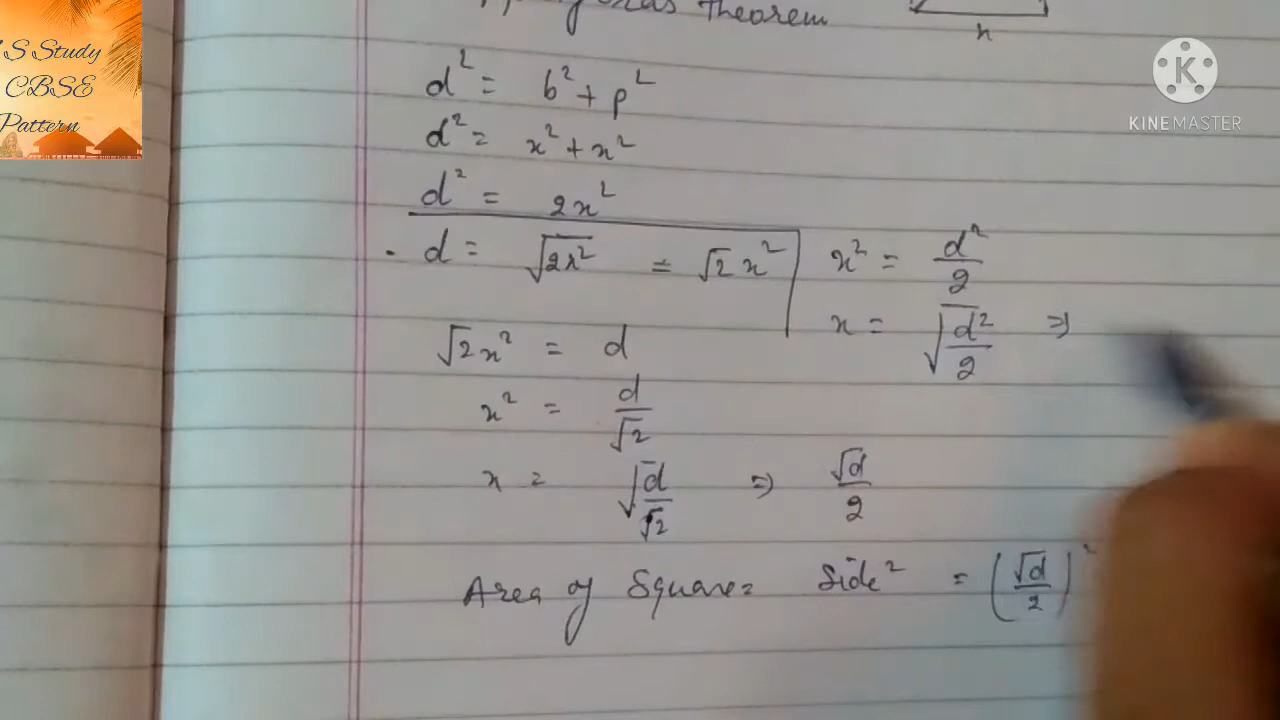 S Study
CBSE
Pattern
K
KINEMASTER
Theorem
x
d² = b² + p²
d² = x² + x²
d² = 2x²
d = √2x² = √2 x²
√2 x² = d
x² = d/√2
x = √d/√2 ⇒ √d/2
x² = d²/2
x = √d²/2 ⇒
Area of Square = Side² = (√d/2)²